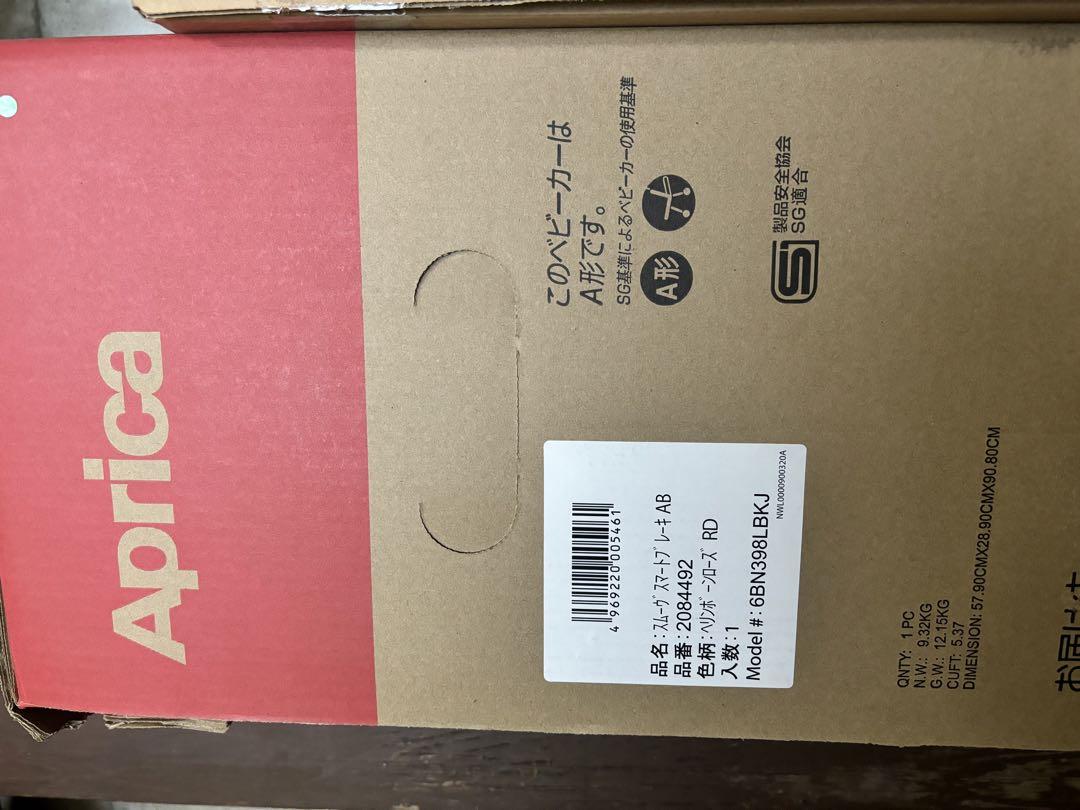 Aprica
このベビーカーは
A形です。
SG基準によるベビーカーの使用基準
A形
SG
製品安全協会
SG適合
4 969220 005461
品名:スムーヴ スマートブレーキ AB
品番:2084492
色柄:ヘリンボーンローズ RD
入数:1
Model #: 6BN398LBKJ
NWL0000900320A
QNTY: 1 PC
N.W.: 9.32KG
G.W.: 12.15KG
CUFT: 5.37
DIMENSION: 57.90CMX28.90CMX90.80CM